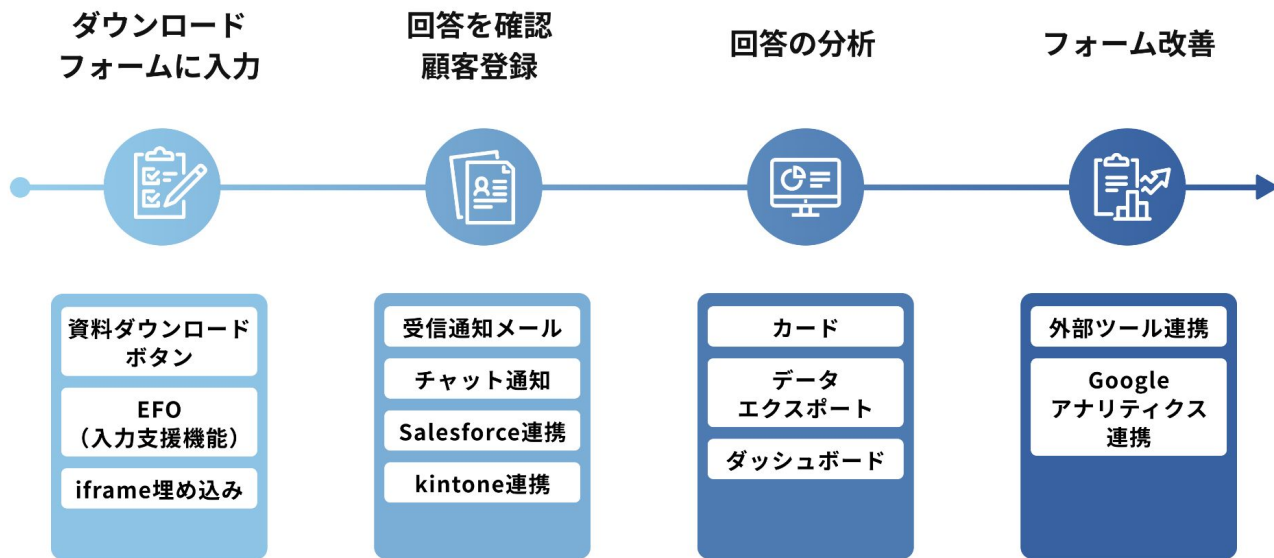 ダウンロード
フォームに入力
回答を確認
顧客登録
回答の分析
フォーム改善
資料ダウンロード
ボタン
EFO
（入力支援機能）
iframe埋め込み
受信通知メール
チャット通知
Salesforce連携
kintone連携
カード
データ
エクスポート
ダッシュボード
外部ツール連携
Google
アナリティクス
連携